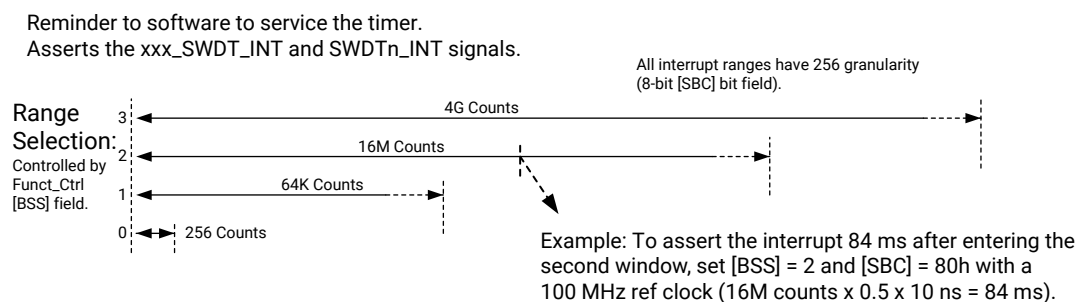 Reminder to software to service the timer.
Asserts the xxx_SWDT_INT and SWDTn_INT signals.
All interrupt ranges have 256 granularity
(8-bit [SBC] bit field).
Range
Selection:
Controlled by
Funct_Ctrl
[BSS] field.
3
4G Counts
2
16M Counts
1
64K Counts
0
256 Counts
Example: To assert the interrupt 84 ms after entering the
second window, set [BSS] = 2 and [SBC] = 80h with a
100 MHz ref clock (16M counts x 0.5 x 10 ns = 84 ms).